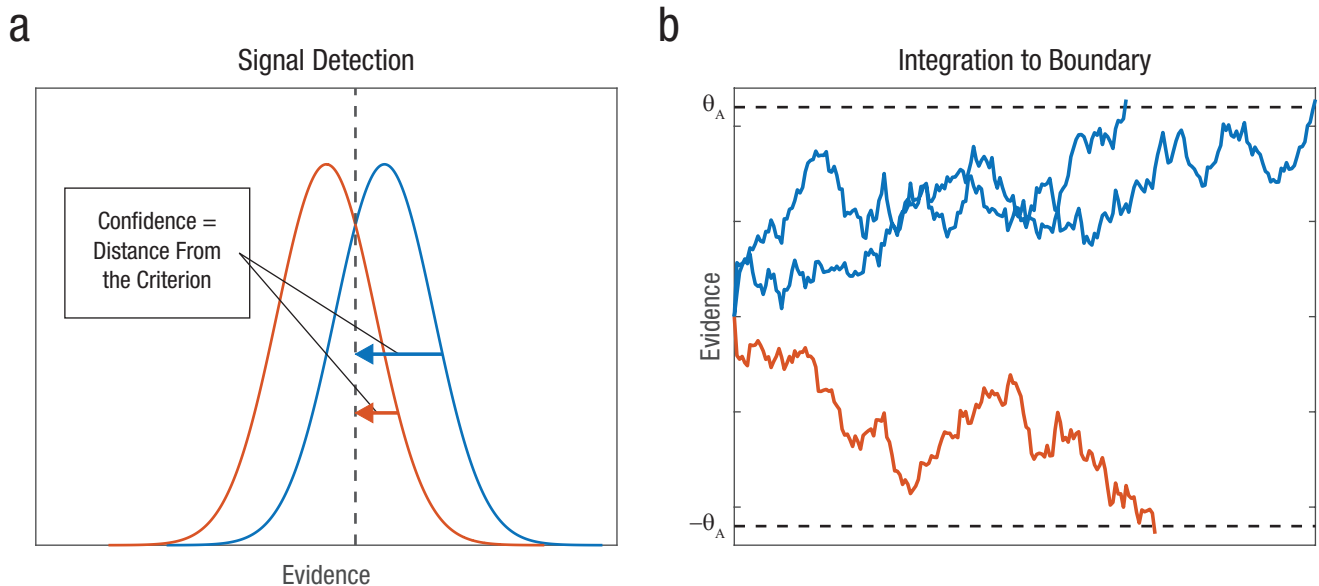 a
Signal Detection
Confidence =
Distance From
the Criterion
Evidence
b
Integration to Boundary
θA
Evidence
−θA